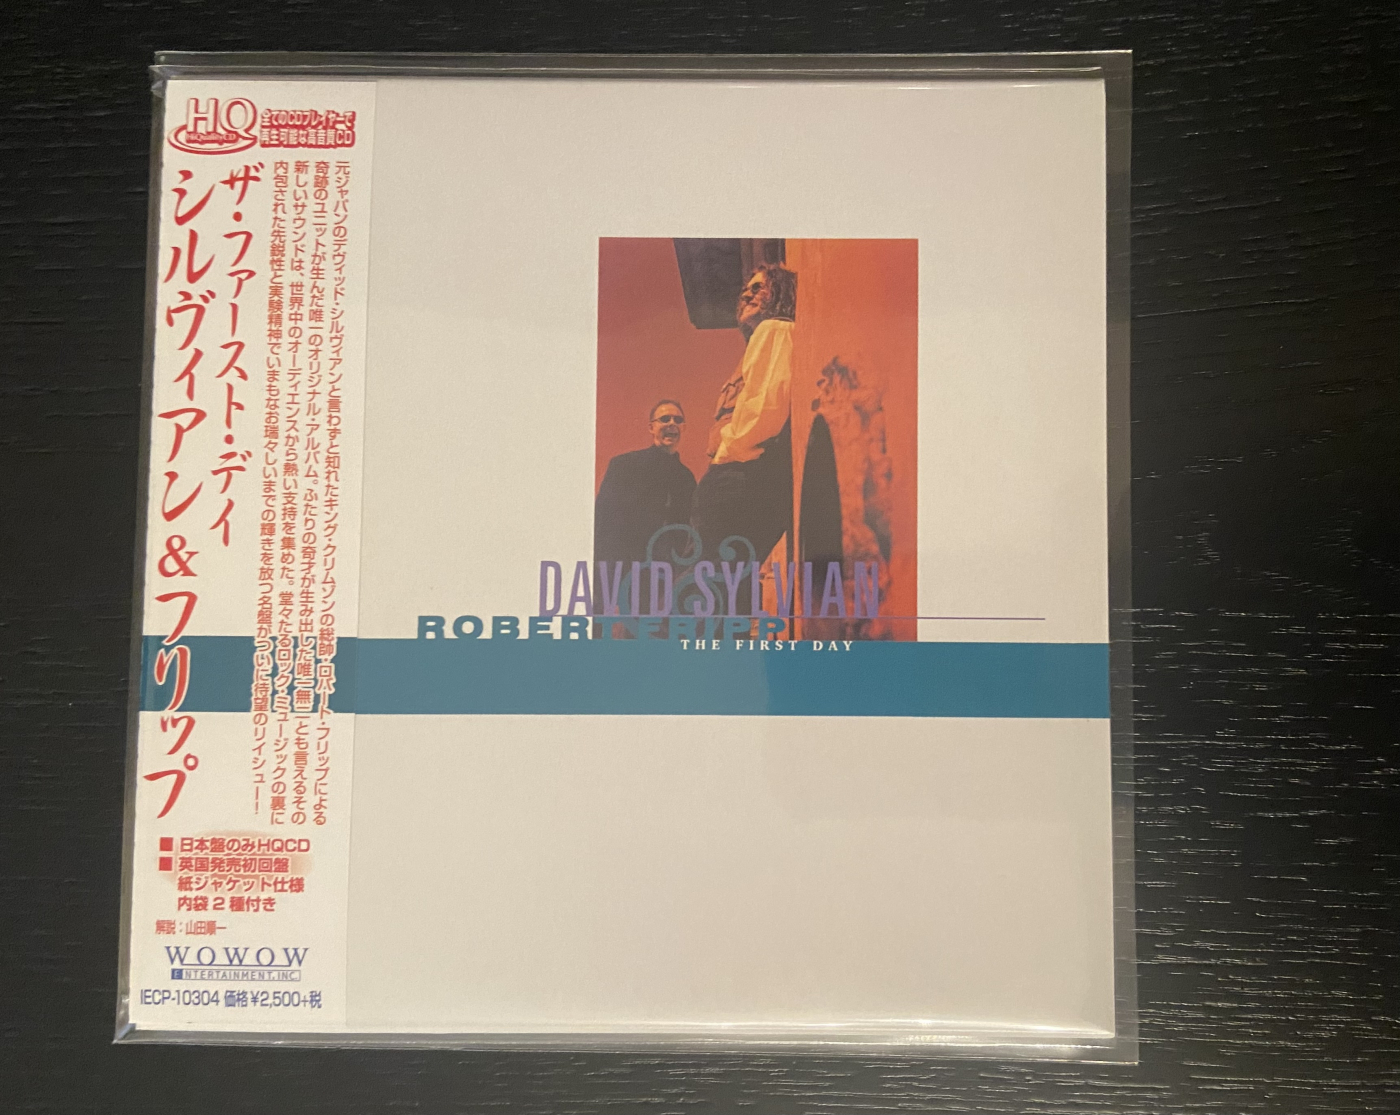 HQ
HiQualityCD
全てのCDプレイヤーで
再生可能な高音質CD
元ジャパンのデヴィッド・シルヴィアンと言わずと知れたキング・クリムゾンの総帥・ロバート・フリップによる
奇跡のユニットが生んだ唯一のオリジナル・アルバム。ふたりの奇才が生み出した唯一無二とも言えるその
新しいサウンドは、世界中のオーディエンスから熱い支持を集めた。堂々たるロック・ミュージックの裏に
内包された先鋭性と実験精神でいまもなお瑞々しいまでの輝きを放つ名盤がついに待望のリイシュー！
ザ・ファースト・デイ
シルヴィアン&フリップ
■ 日本盤のみHQCD
■ 英国発売初回盤
紙ジャケット仕様
内袋2種付き
解説：山田順一
WOWOW
ENTERTAINMENT, INC.
IECP-10304 価格¥2,500+税
&
DAVID SYLVIAN
ROBERT FRIPP
THE FIRST DAY